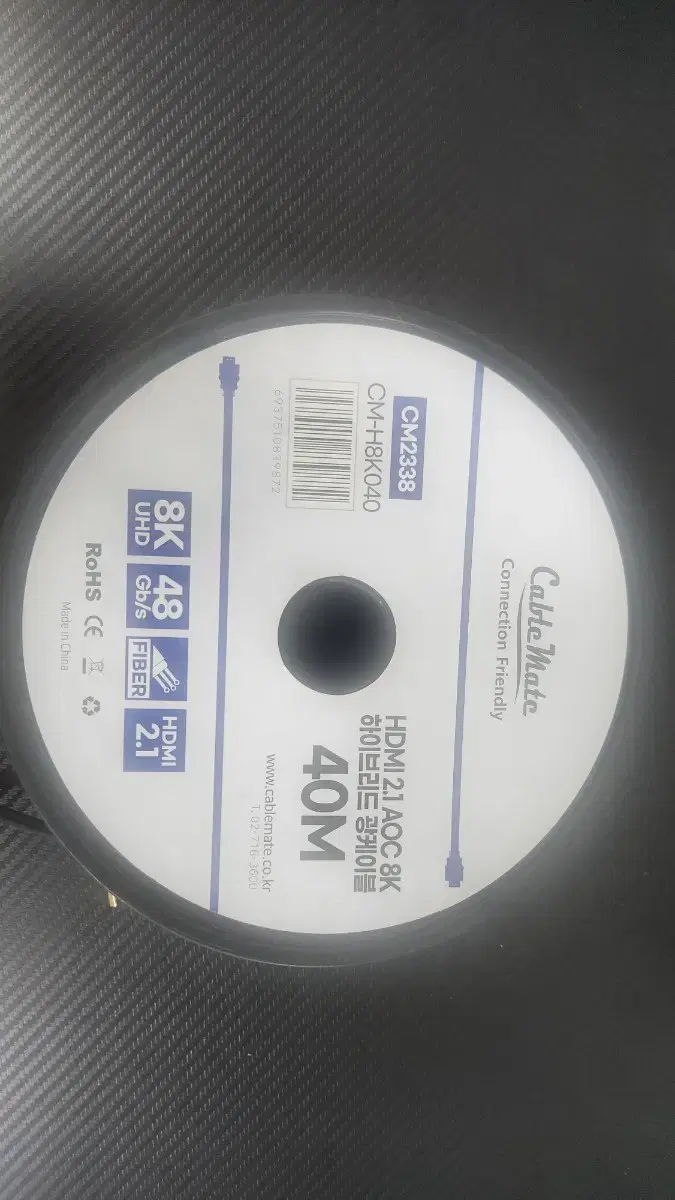 CableMate
Connection Friendly
CM2338
CM-H8K040
HDMI 2.1 AOC 8K
하이브리드 광케이블
40M
www.cablemate.co.kr
T. 02-716-3600
8K
UHD
48
Gb/s
FIBER
HDMI
2.1
RoHS CE
Made in China